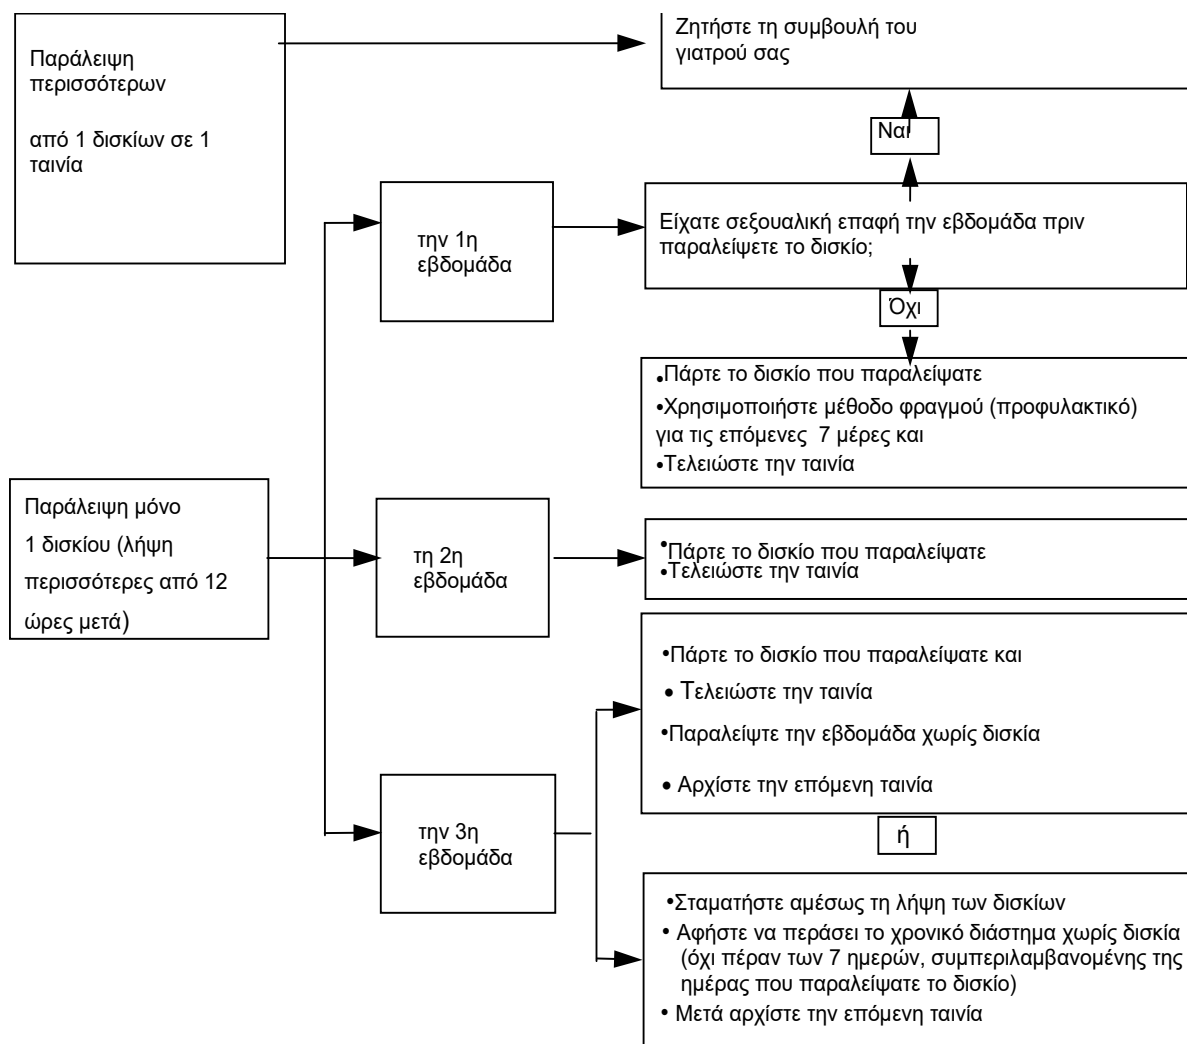 Παράλειψη
περισσότερων
από 1 δισκίων σε 1
ταινία
Ζητήστε τη συμβουλή του
γιατρού σας
Ναι
την 1η
εβδομάδα
Είχατε σεξουαλική επαφή την εβδομάδα πριν
παραλείψετε το δισκίο;
Όχι
•Πάρτε το δισκίο που παραλείψατε
•Χρησιμοποιήστε μέθοδο φραγμού (προφυλακτικό)
για τις επόμενες 7 μέρες και
•Τελειώστε την ταινία
Παράλειψη μόνο
1 δισκίου (λήψη
περισσότερες από 12
ώρες μετά)
τη 2η
εβδομάδα
•Πάρτε το δισκίο που παραλείψατε
•Τελειώστε την ταινία
•Πάρτε το δισκίο που παραλείψατε και
• Τελειώστε την ταινία
•Παραλείψτε την εβδομάδα χωρίς δισκία
• Αρχίστε την επόμενη ταινία
την 3η
εβδομάδα
ή
•Σταματήστε αμέσως τη λήψη των δισκίων
• Αφήστε να περάσει το χρονικό διάστημα χωρίς δισκία
(όχι πέραν των 7 ημερών, συμπεριλαμβανομένης της
ημέρας που παραλείψατε το δισκίο)
• Μετά αρχίστε την επόμενη ταινία